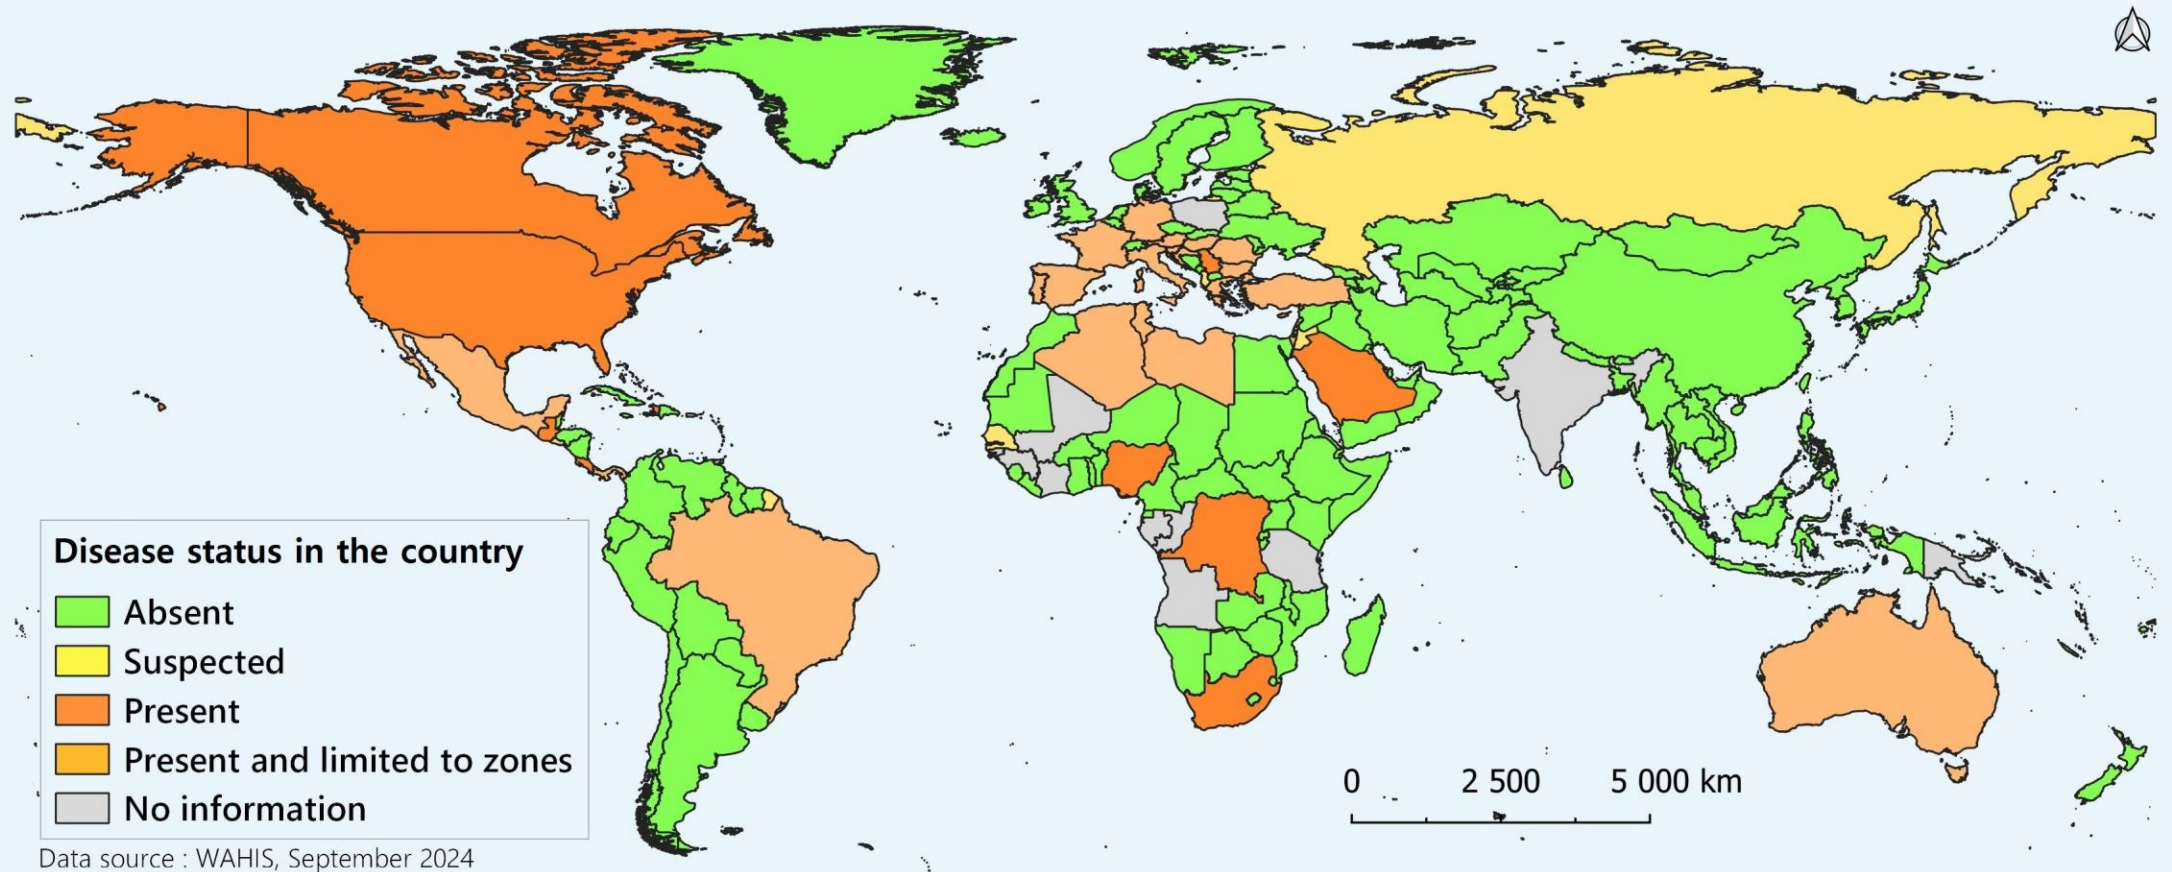 Disease status in the country
Absent
Suspected
Present
Present and limited to zones
No information
0 2 500 5 000 km
Data source : WAHIS, September 2024